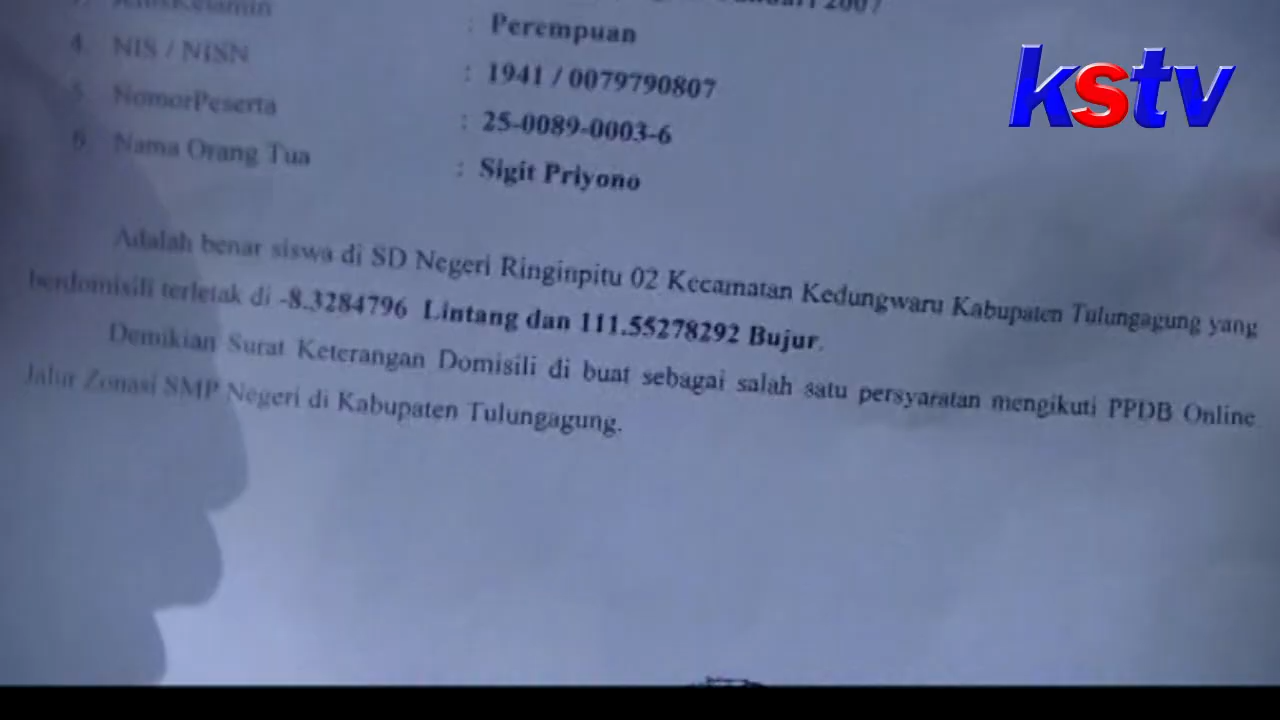 2007
JenisKelamin : Perempuan
4. NIS / NISN : 1941 / 0079790807
5. NomorPeserta : 25-0089-0003-6
6. Nama Orang Tua : Sigit Priyono
Adalah benar siswa di SD Negeri Ringinpitu 02 Kecamatan Kedungwaru Kabupaten Tulungagung yang
berdomisili terletak di -8.3284796 Lintang dan 111.55278292 Bujur.
Demikian Surat Keterangan Domisili di buat sebagai salah satu persyaratan mengikuti PPDB Online
Jalur Zonasi SMP Negeri di Kabupaten Tulungagung.
kstv